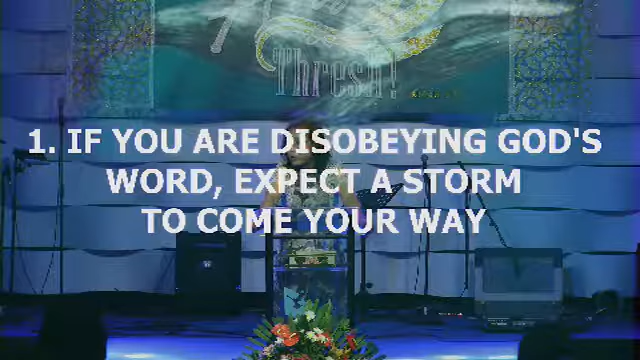 Thresh!
1. IF YOU ARE DISOBEYING GOD'S
WORD, EXPECT A STORM
TO COME YOUR WAY